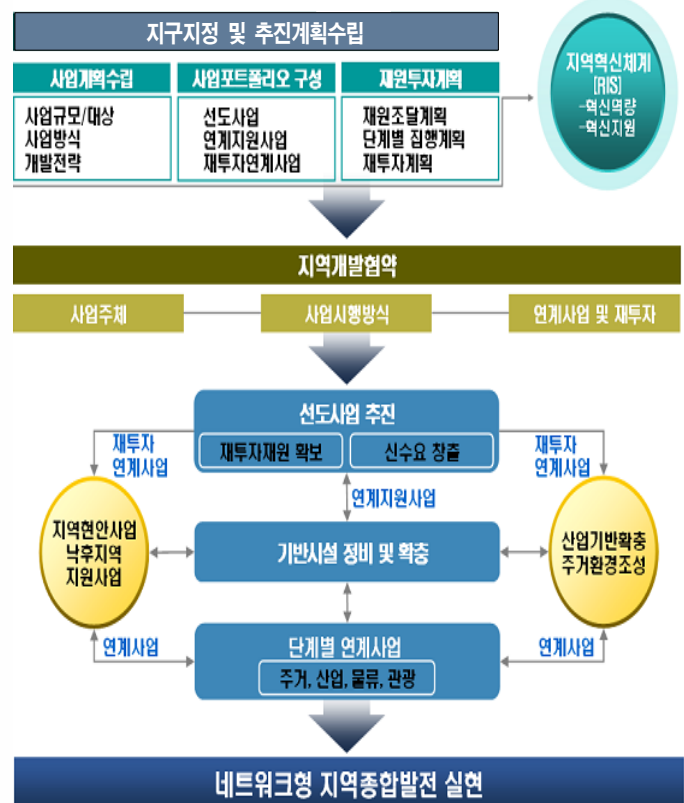 지구지정 및 추진계획수립
사업계획수립
사업규모/대상
사업방식
개발전략
사업포트폴리오 구성
선도사업
연계지원사업
재투자연계사업
재원투자계획
재원조달계획
단계별 집행계획
재투자계획
지역혁신체계
[RIS]
-혁신역량
-혁신지원
지역개발협약
사업주체
사업시행방식
연계사업 및 재투자
선도사업 추진
재투자재원 확보
신수요 창출
재투자
연계사업
재투자
연계사업
연계지원사업
지역현안사업
낙후지역
지원사업
기반시설 정비 및 확충
산업기반확충
주거환경조성
연계사업
단계별 연계사업
주거, 산업, 물류, 관광
연계사업
네트워크형 지역종합발전 실현